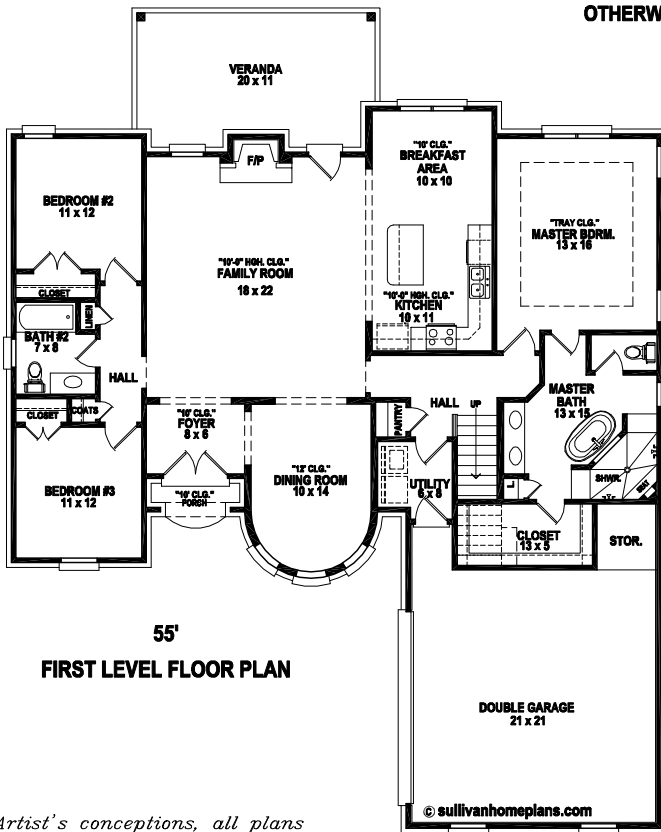 OTHERW
VERANDA
20 x 11
F/P
"10' CLG."
BREAKFAST
AREA
10 x 10
BEDROOM #2
11 x 12
"TRAY CLG."
MASTER BDRM.
13 x 16
"10'-0" HGH. CLG."
FAMILY ROOM
18 x 22
CLOSET
LINEN
"10'-0" HGH. CLG."
KITCHEN
10 x 11
BATH #2
7 x 8
HALL
MASTER
BATH
13 x 15
CLOSET
COATS
"10' CLG."
FOYER
8 x 6
PANTRY
HALL
UP
"12' CLG."
DINING ROOM
10 x 14
BEDROOM #3
11 x 12
"10' CLG."
PORCH
UTILITY
6 x 8
L.
SHWR.
SEAT
CLOSET
13 x 5
STOR.
55'
FIRST LEVEL FLOOR PLAN
DOUBLE GARAGE
21 x 21
© sullivanhomeplans.com
Artist's conceptions, all plans